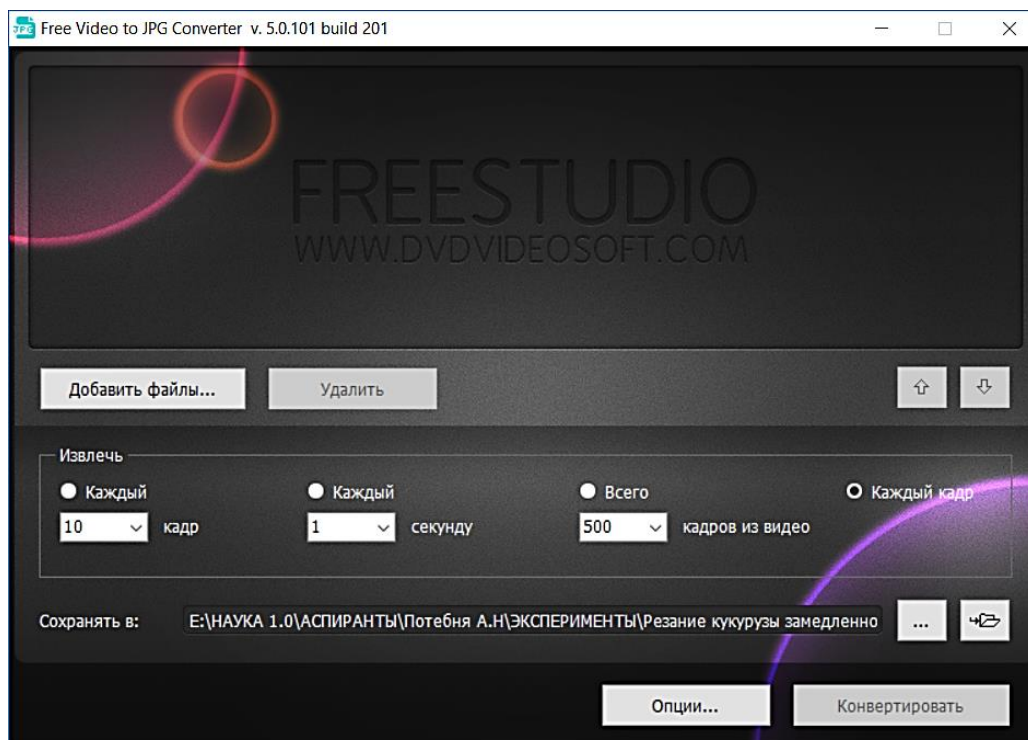 Free Video to JPG Converter v. 5.0.101 build 201
FREESTUDIO
WWW.DVDVIDEOSOFT.COM
Добавить файлы... Удалить
Извлечь
Каждый Каждый Всего Каждый кадр
10 кадр 1 секунду 500 кадров из видео
Сохранять в: E:\НАУКА 1.0\АСПИРАНТЫ\Потебня А.Н\ЭКСПЕРИМЕНТЫ\Резание кукурузы замедленно ...
Опции... Конвертировать